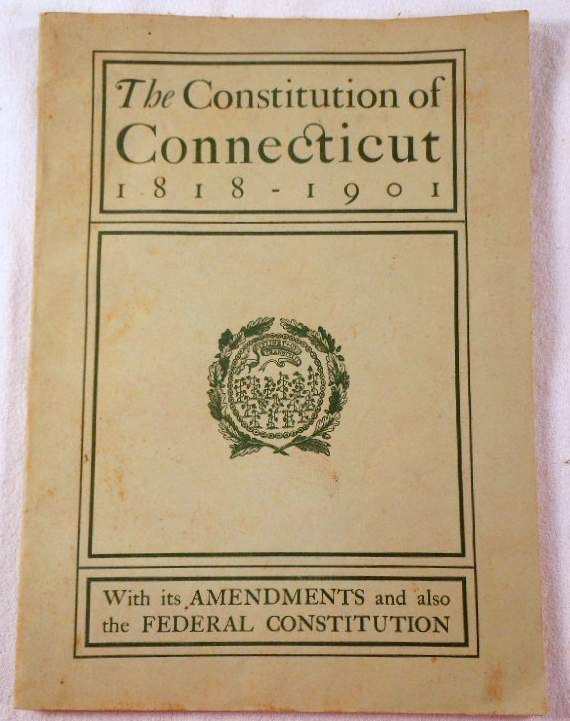 The Constitution of
Connecticut
1818-1901
With its AMENDMENTS and also
the FEDERAL CONSTITUTION